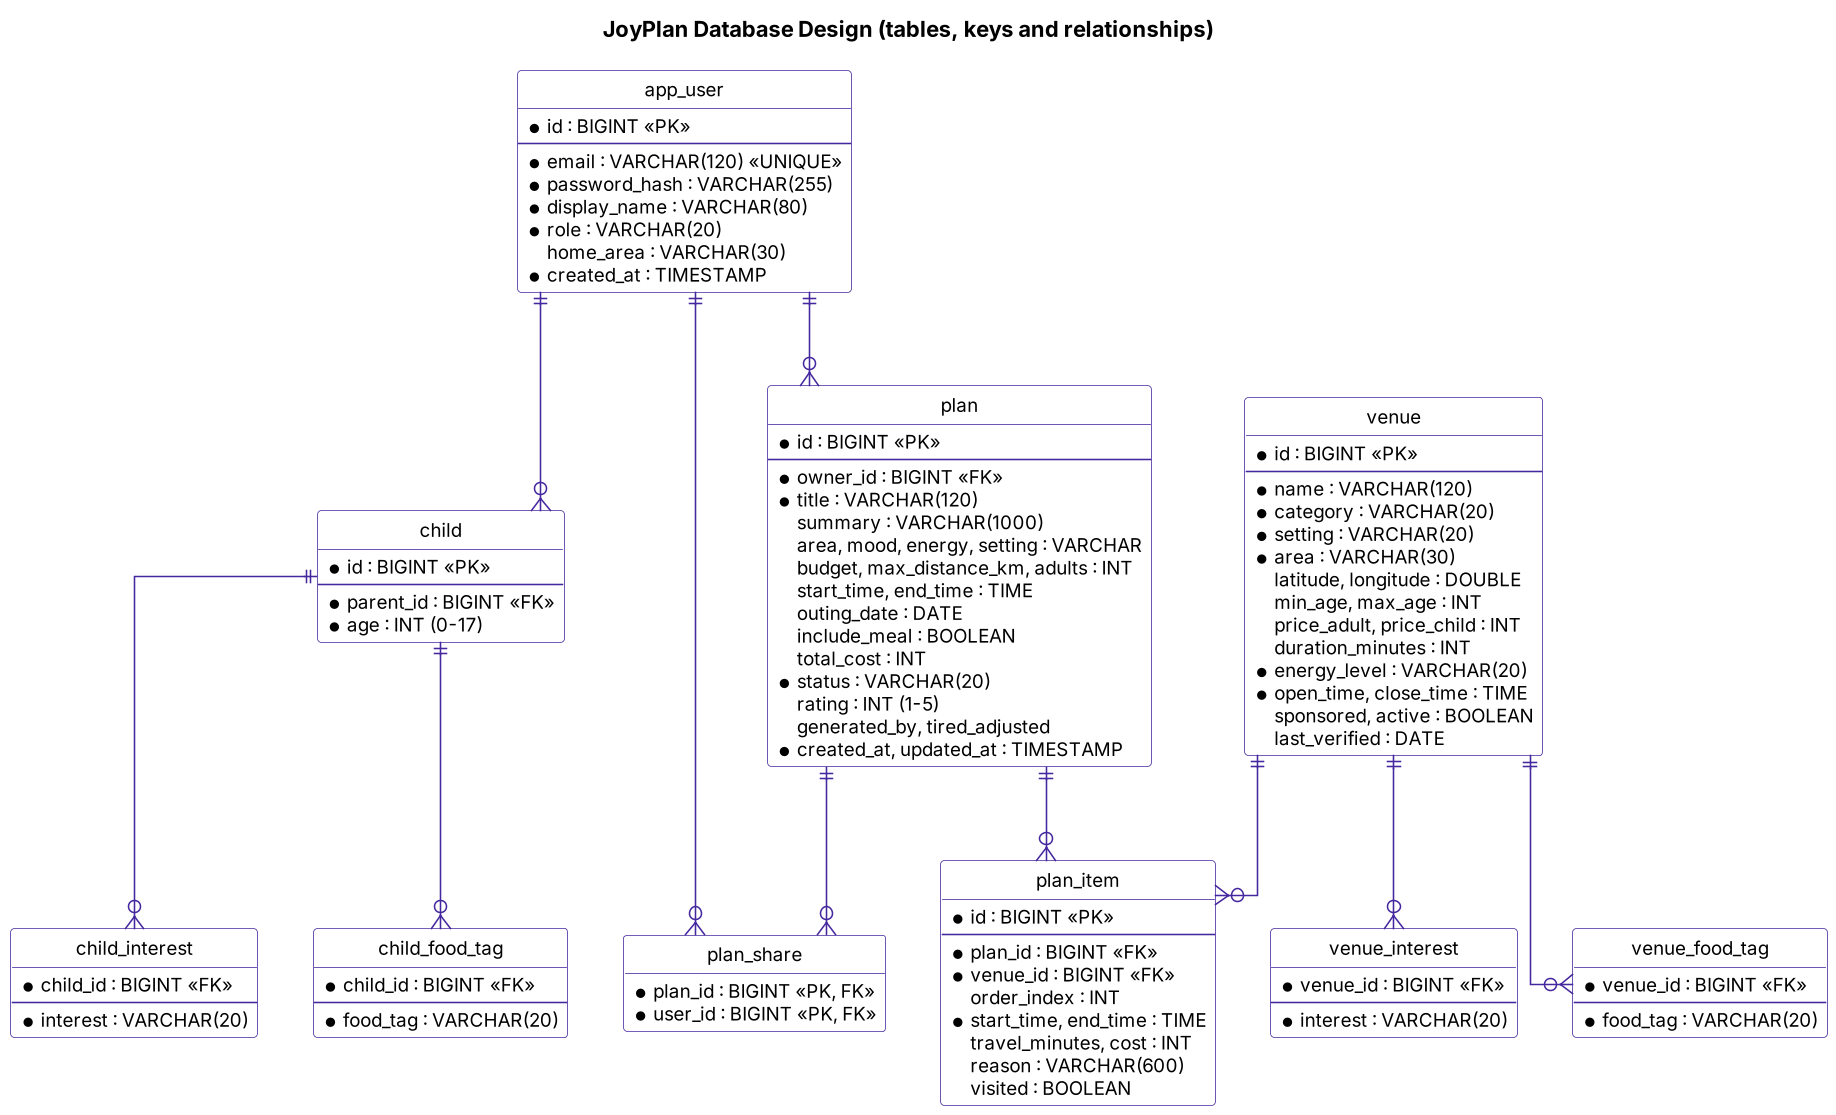 JoyPlan Database Design (tables, keys and relationships)
app_user
id : BIGINT «PK»
email : VARCHAR(120) «UNIQUE»
password_hash : VARCHAR(255)
display_name : VARCHAR(80)
role : VARCHAR(20)
home_area : VARCHAR(30)
created_at : TIMESTAMP
plan
id : BIGINT «PK»
owner_id : BIGINT «FK»
title : VARCHAR(120)
summary : VARCHAR(1000)
area, mood, energy, setting : VARCHAR
budget, max_distance_km, adults : INT
start_time, end_time : TIME
outing_date : DATE
include_meal : BOOLEAN
total_cost : INT
status : VARCHAR(20)
rating : INT (1-5)
generated_by, tired_adjusted
created_at, updated_at : TIMESTAMP
venue
id : BIGINT «PK»
name : VARCHAR(120)
category : VARCHAR(20)
setting : VARCHAR(20)
area : VARCHAR(30)
latitude, longitude : DOUBLE
min_age, max_age : INT
price_adult, price_child : INT
duration_minutes : INT
energy_level : VARCHAR(20)
open_time, close_time : TIME
sponsored, active : BOOLEAN
last_verified : DATE
child
id : BIGINT «PK»
parent_id : BIGINT «FK»
age : INT (0-17)
child_interest
child_id : BIGINT «FK»
interest : VARCHAR(20)
child_food_tag
child_id : BIGINT «FK»
food_tag : VARCHAR(20)
plan_share
plan_id : BIGINT «PK, FK»
user_id : BIGINT «PK, FK»
plan_item
id : BIGINT «PK»
plan_id : BIGINT «FK»
venue_id : BIGINT «FK»
order_index : INT
start_time, end_time : TIME
travel_minutes, cost : INT
reason : VARCHAR(600)
visited : BOOLEAN
venue_interest
venue_id : BIGINT «FK»
interest : VARCHAR(20)
venue_food_tag
venue_id : BIGINT «FK»
food_tag : VARCHAR(20)